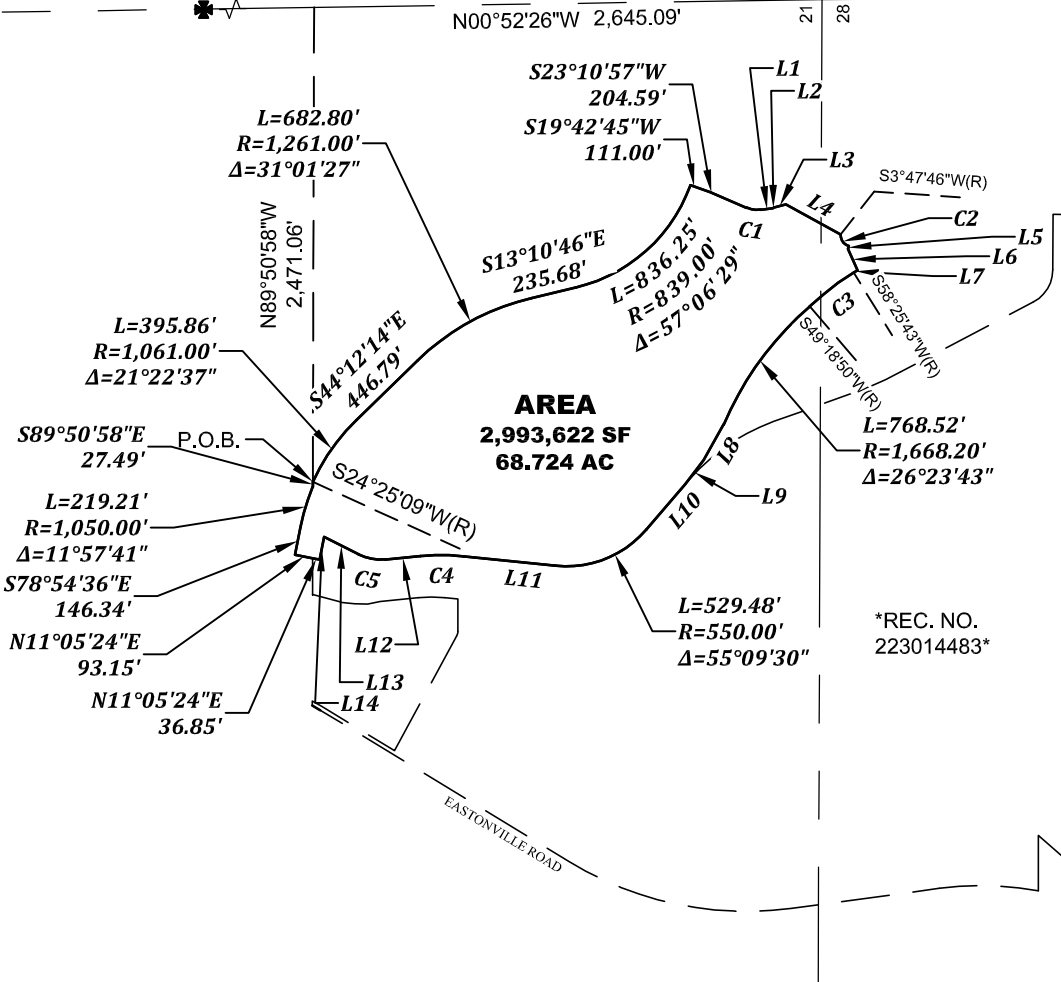 N00°52'26"W 2,645.09'
21
28
S23°10'57"W
204.59'
L1
L2
S19°42'45"W
111.00'
L=682.80'
R=1,261.00'
Δ=31°01'27"
L3
S3°47'46"W(R)
L4
C2
C1
L5
L6
L7
N89°50'58"W
2,471.06'
S13°10'46"E
235.68'
L=836.25'
R=839.00'
Δ=57°06'29"
C3
S58°25'43"W(R)
S49°18'50"W(R)
L=395.86'
R=1,061.00'
Δ=21°22'37"
S44°12'14"E
446.79'
AREA
2,993,622 SF
68.724 AC
L=768.52'
R=1,668.20'
Δ=26°23'43"
S89°50'58"E
27.49'
P.O.B.
S24°25'09"W(R)
L8
L9
L10
L=219.21'
R=1,050.00'
Δ=11°57'41"
S78°54'36"E
146.34'
C5
C4
L11
N11°05'24"E
93.15'
L12
L=529.48'
R=550.00'
Δ=55°09'30"
*REC. NO.
223014483*
L13
L14
N11°05'24"E
36.85'
EASTONVILLE ROAD